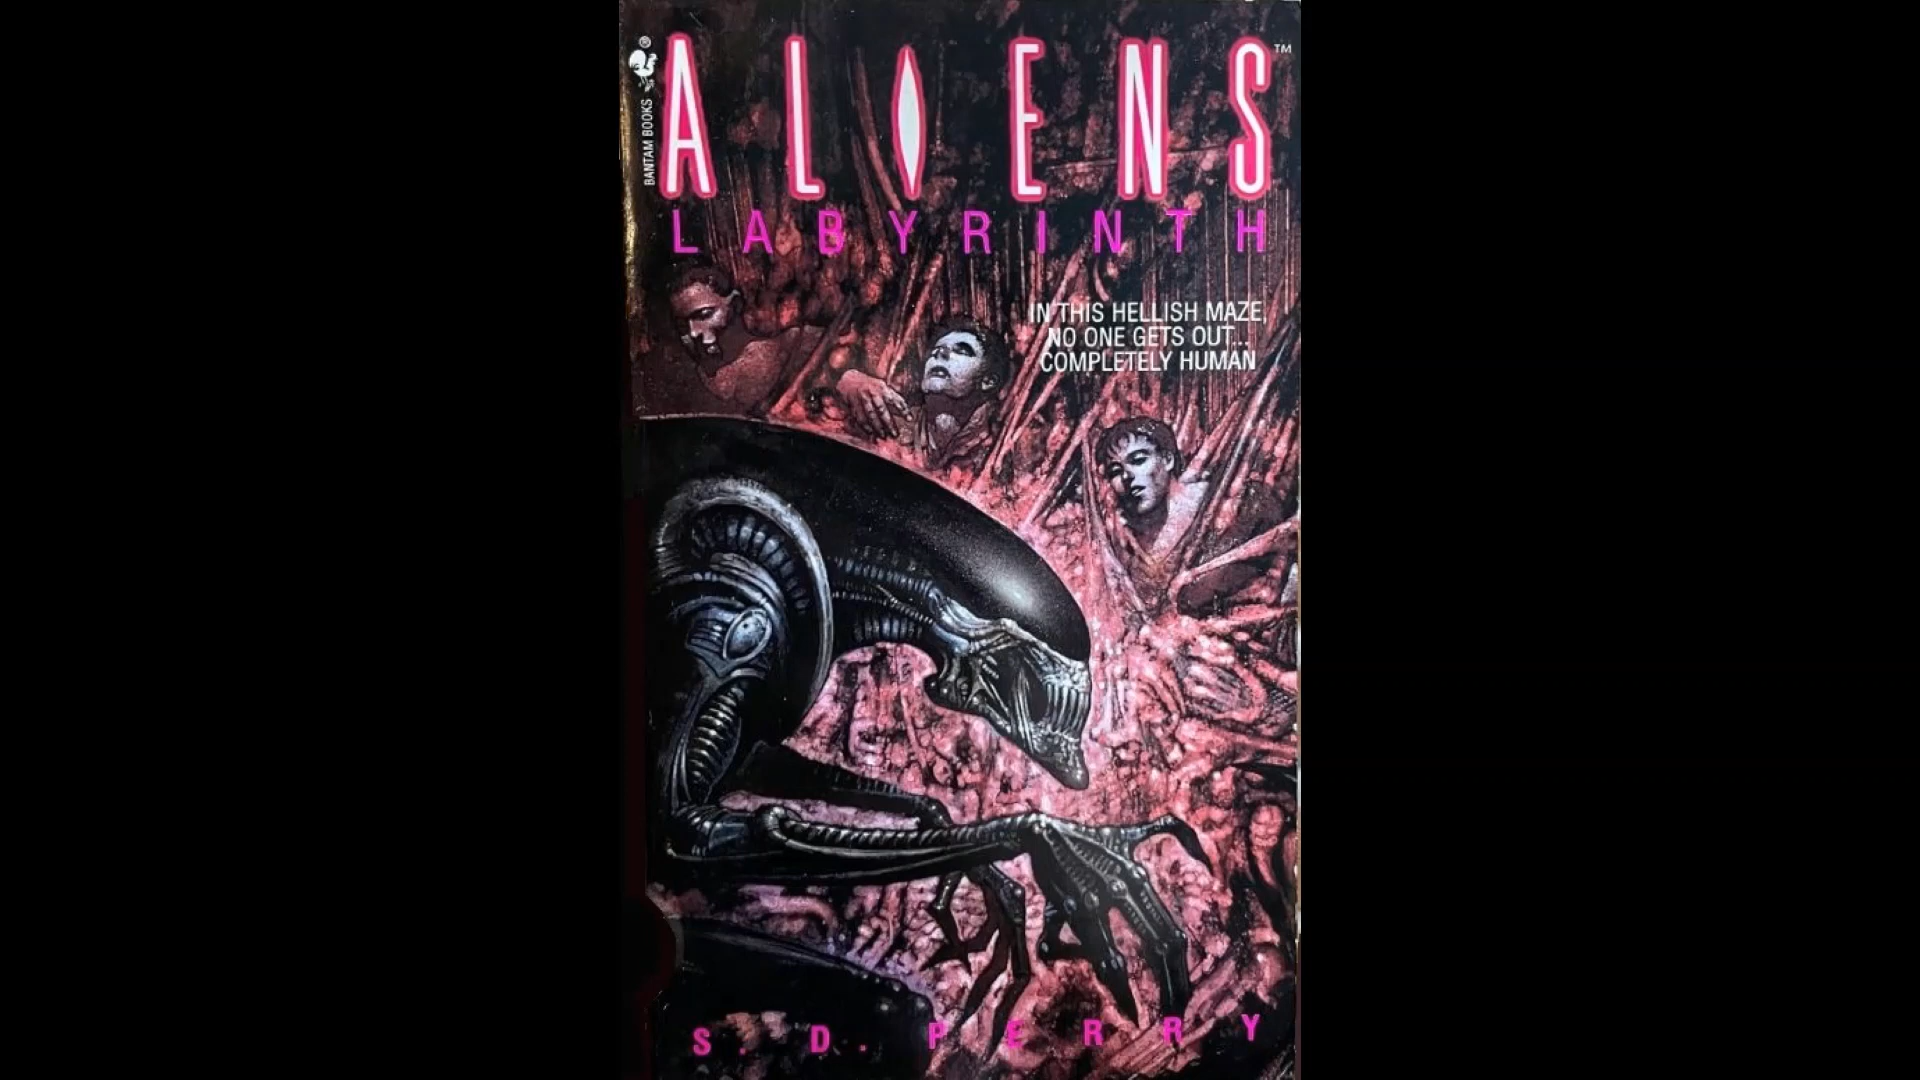 BANTAM BOOKS
®
ALIENS™
LABYRINTH
IN THIS HELLISH MAZE,
NO ONE GETS OUT...
COMPLETELY HUMAN
S. D. PERRY